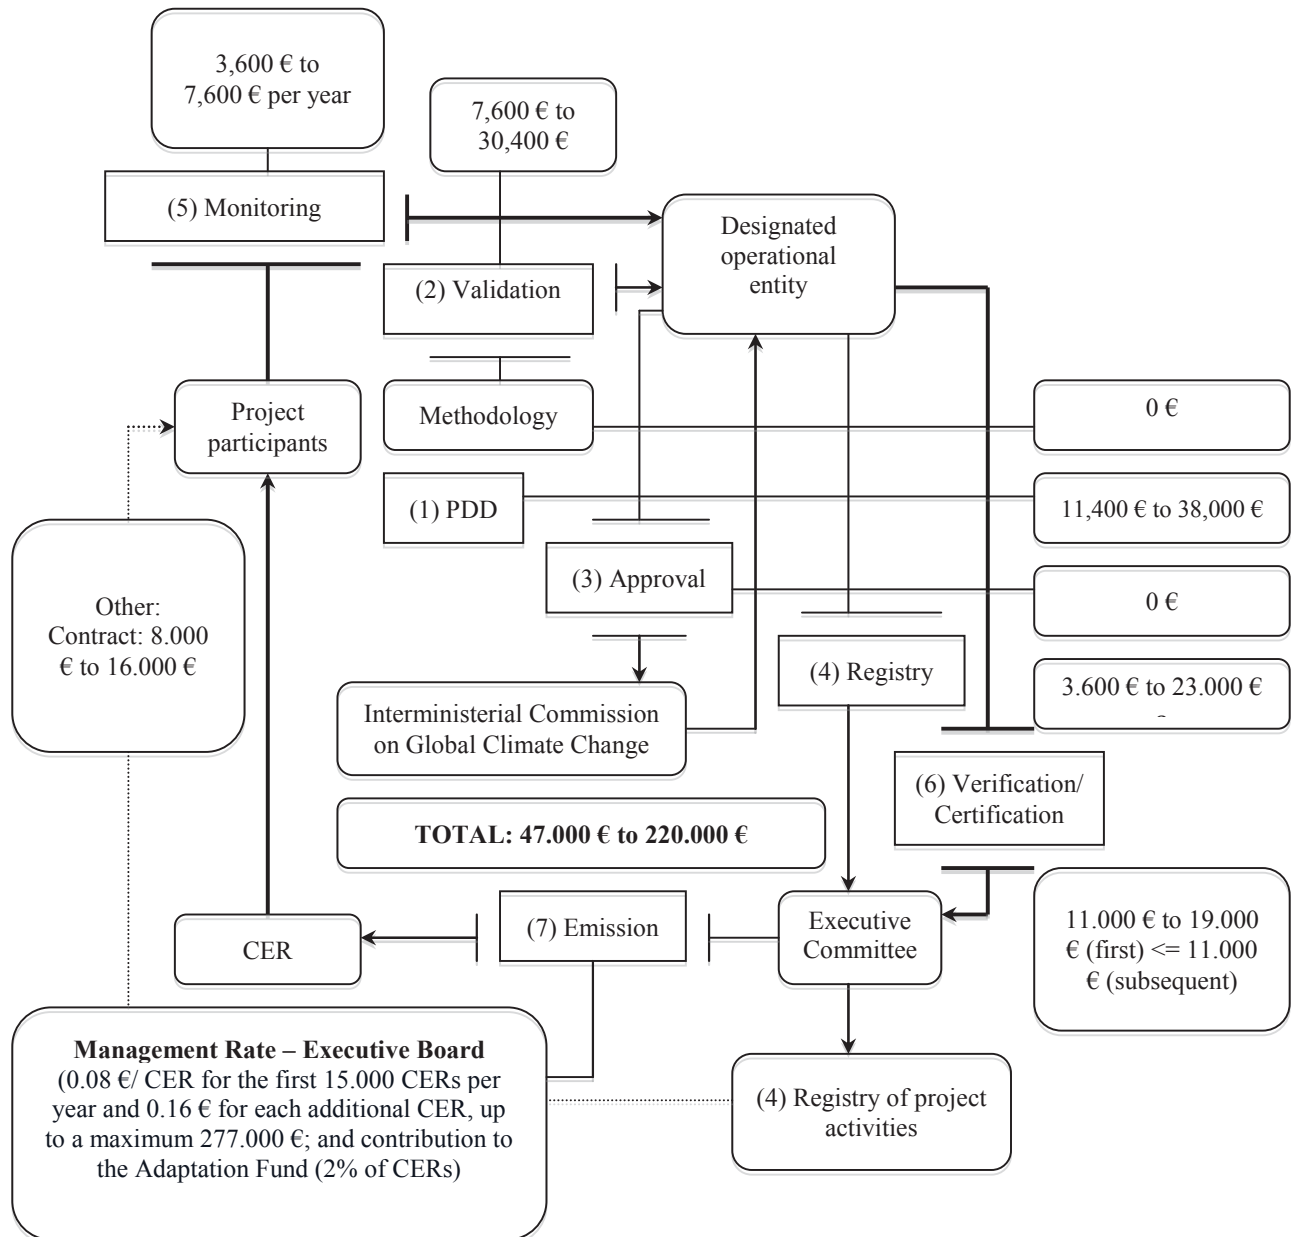 3,600 € to
7,600 € per year
7,600 € to
30,400 €
(5) Monitoring
Designated
operational
entity
(2) Validation
Project
participants
Methodology
0 €
(1) PDD
11,400 € to 38,000 €
(3) Approval
0 €
Other:
Contract: 8.000
€ to 16.000 €
(4) Registry
3.600 € to 23.000 €
Interministerial Commission
on Global Climate Change
(6) Verification/
Certification
TOTAL: 47.000 € to 220.000 €
(7) Emission
Executive
Committee
CER
11.000 € to 19.000
€ (first) <= 11.000
€ (subsequent)
Management Rate – Executive Board
(0.08 €/ CER for the first 15.000 CERs per
year and 0.16 € for each additional CER, up
to a maximum 277.000 €; and contribution to
the Adaptation Fund (2% of CERs)
(4) Registry of project
activities